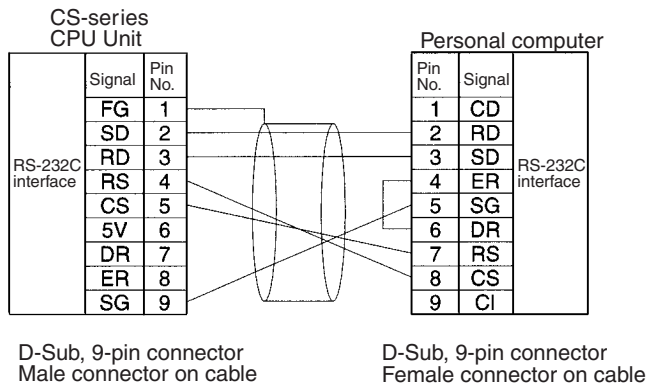 CS-series
CPU Unit
Personal computer
RS-232C
interface
Signal Pin
No.
FG 1
SD 2
RD 3
RS 4
CS 5
5V 6
DR 7
ER 8
SG 9
Pin
No. Signal
1 CD
2 RD
3 SD
4 ER
5 SG
6 DR
7 RS
8 CS
9 CI
RS-232C
interface
D-Sub, 9-pin connector
Male connector on cable
D-Sub, 9-pin connector
Female connector on cable